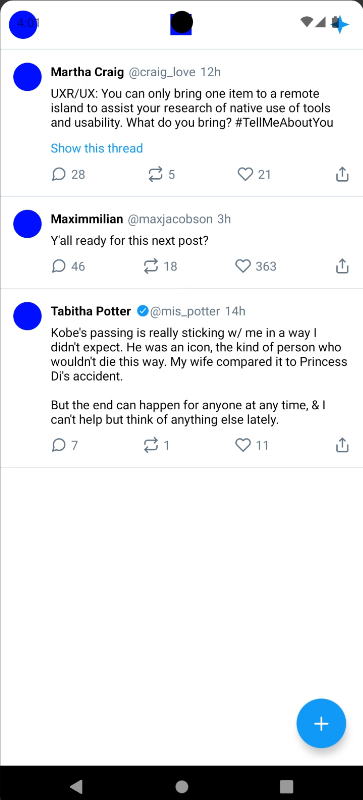 4:01
Martha Craig @craig_love 12h
UXR/UX: You can only bring one item to a remote
island to assist your research of native use of tools
and usability. What do you bring? #TellMeAboutYou
Show this thread
28 5 21
Maximmilian @maxjacobson 3h
Y'all ready for this next post?
46 18 363
Tabitha Potter @mis_potter 14h
Kobe's passing is really sticking w/ me in a way I
didn't expect. He was an icon, the kind of person who
wouldn't die this way. My wife compared it to Princess
Di's accident.
But the end can happen for anyone at any time, & I
can't help but think of anything else lately.
7 1 11